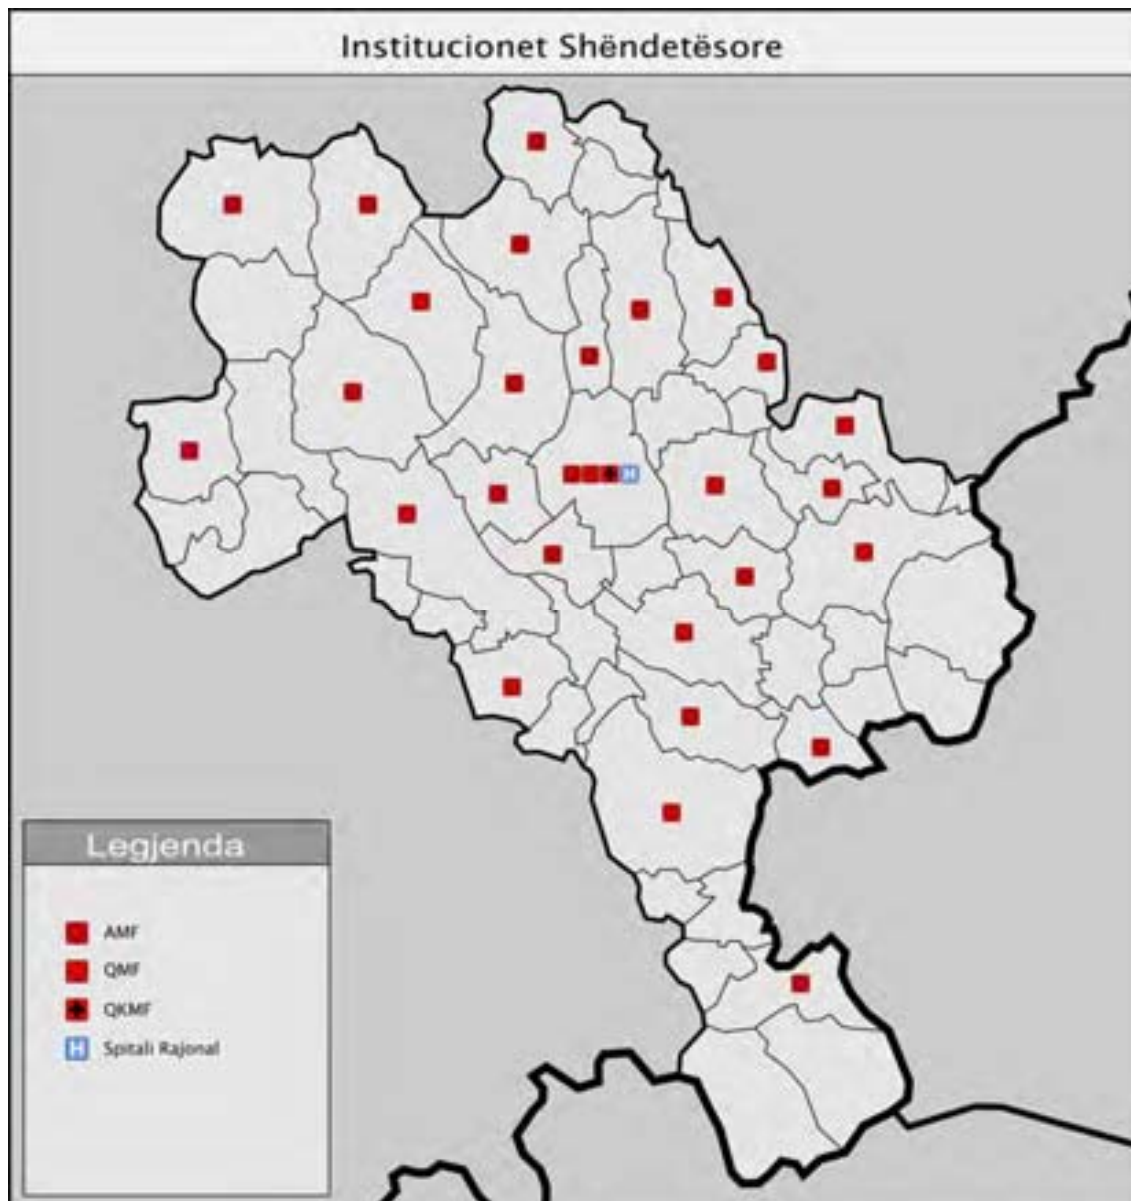 Institucionet Shëndetësore
Legjenda
AMF
QMF
QKMF
H Spitali Rajonal
H